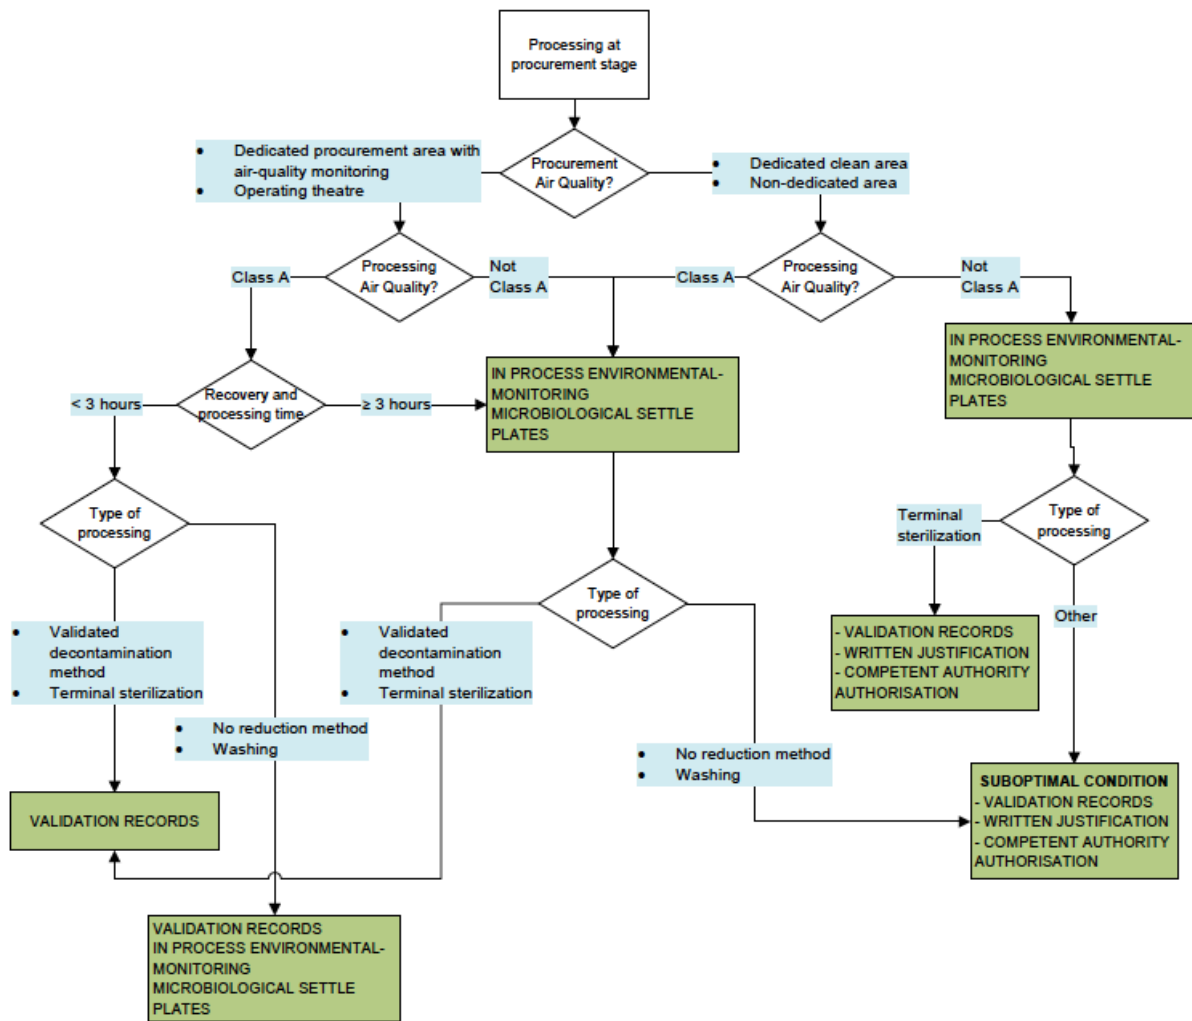 Processing at
procurement stage
• Dedicated procurement area with
air-quality monitoring
• Operating theatre
Procurement
Air Quality?
• Dedicated clean area
• Non-dedicated area
Class A
Processing
Air Quality?
Not
Class A
Class A
Processing
Air Quality?
Not
Class A
< 3 hours
Recovery and
processing time
≥ 3 hours
IN PROCESS ENVIRONMENTAL-
MONITORING
MICROBIOLOGICAL SETTLE
PLATES
IN PROCESS ENVIRONMENTAL-
MONITORING
MICROBIOLOGICAL SETTLE
PLATES
Type of
processing
Terminal
sterilization
Type of
processing
Type of
processing
• Validated
decontamination
method
• Terminal sterilization
• Validated
decontamination
method
• Terminal sterilization
- VALIDATION RECORDS
- WRITTEN JUSTIFICATION
- COMPETENT AUTHORITY
AUTHORISATION
Other
• No reduction method
• Washing
• No reduction method
• Washing
VALIDATION RECORDS
SUBOPTIMAL CONDITION
- VALIDATION RECORDS
- WRITTEN JUSTIFICATION
- COMPETENT AUTHORITY
AUTHORISATION
VALIDATION RECORDS
IN PROCESS ENVIRONMENTAL-
MONITORING
MICROBIOLOGICAL SETTLE
PLATES